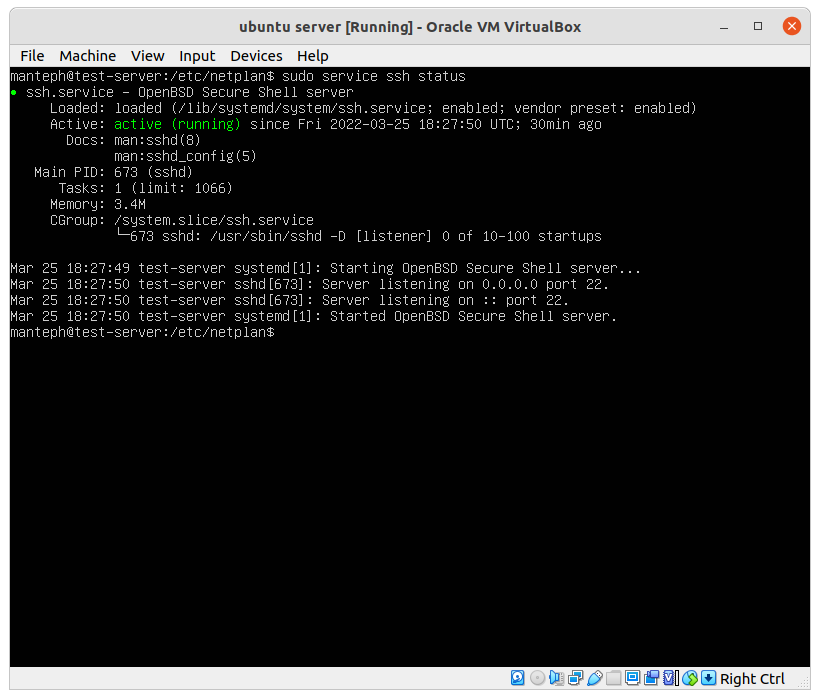 ubuntu server [Running] - Oracle VM VirtualBox
File Machine View Input Devices Help
manteph@test-server:/etc/netplan$ sudo service ssh status
● ssh.service - OpenBSD Secure Shell server
Loaded: loaded (/lib/systemd/system/ssh.service; enabled; vendor preset: enabled)
Active: active (running) since Fri 2022-03-25 18:27:50 UTC; 30min ago
Docs: man:sshd(8)
man:sshd_config(5)
Main PID: 673 (sshd)
Tasks: 1 (limit: 1066)
Memory: 3.4M
CGroup: /system.slice/ssh.service
└─673 sshd: /usr/sbin/sshd -D [listener] 0 of 10-100 startups
Mar 25 18:27:49 test-server systemd[1]: Starting OpenBSD Secure Shell server...
Mar 25 18:27:50 test-server sshd[673]: Server listening on 0.0.0.0 port 22.
Mar 25 18:27:50 test-server sshd[673]: Server listening on :: port 22.
Mar 25 18:27:50 test-server systemd[1]: Started OpenBSD Secure Shell server.
manteph@test-server:/etc/netplan$
Right Ctrl